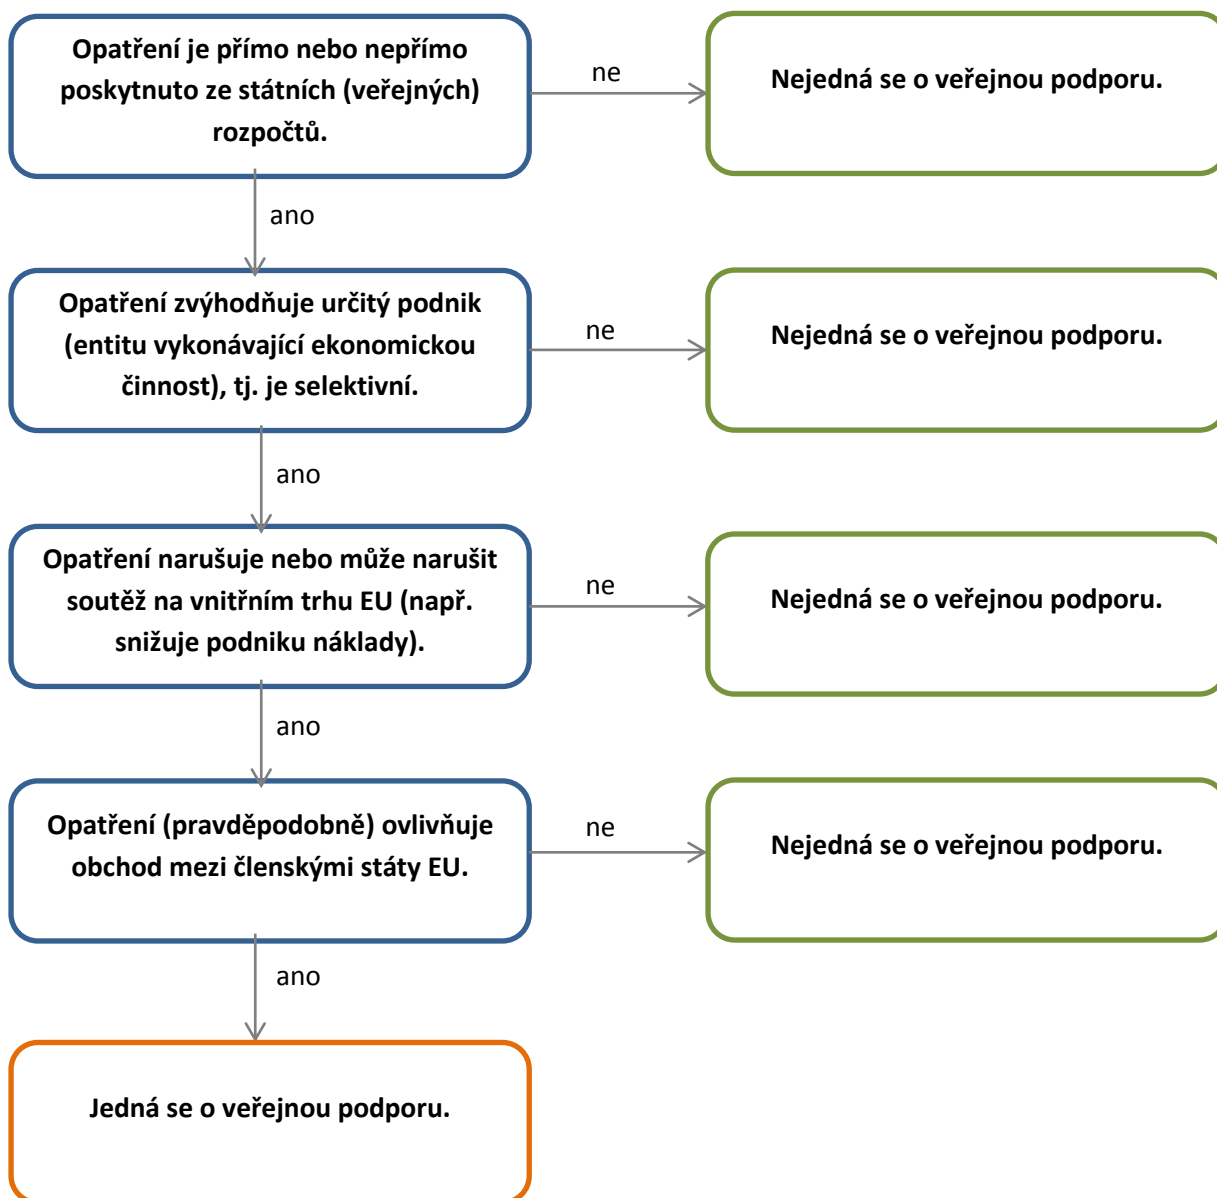 Opatření je přímo nebo nepřímo
poskytnuto ze státních (veřejných)
rozpočtů.
ne
Nejedná se o veřejnou podporu.
ano
Opatření zvýhodňuje určitý podnik
(entitu vykonávající ekonomickou
činnost), tj. je selektivní.
ne
Nejedná se o veřejnou podporu.
ano
Opatření narušuje nebo může narušit
soutěž na vnitřním trhu EU (např.
snižuje podniku náklady).
ne
Nejedná se o veřejnou podporu.
ano
Opatření (pravděpodobně) ovlivňuje
obchod mezi členskými státy EU.
ne
Nejedná se o veřejnou podporu.
ano
Jedná se o veřejnou podporu.